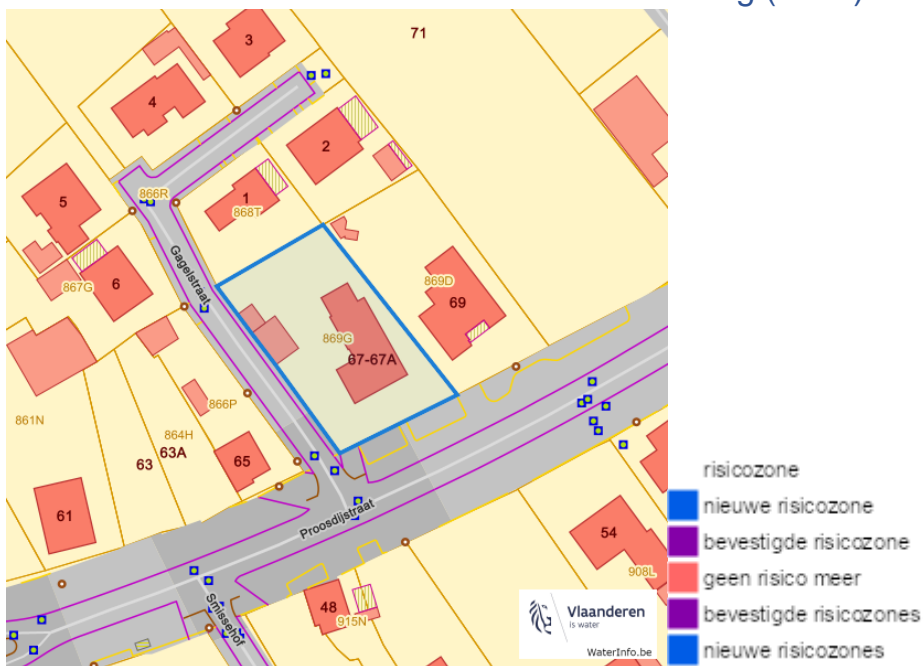 71
3
4
2
866R
1
868T
5
Gagelstraat
6
867G
869D
69
869G
67-67A
866P
861N
864H
63A
63
65
61
Proosdijstraat
54
908L
48
915N
Smissehof
Vlaanderen
is water
WaterInfo.be
risicozone
nieuwe risicozone
bevestigde risicozone
geen risico meer
bevestigde risicozones
nieuwe risicozones